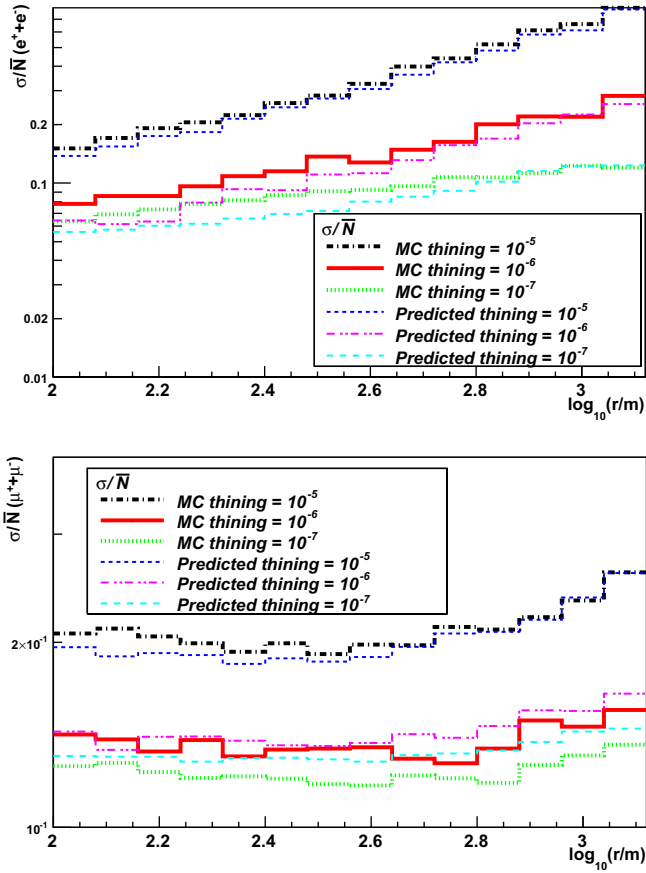 σ/N̅ (e⁺+e⁻)
0.2
0.1
0.02
0.01
σ/N̅
MC thining = 10⁻⁵
MC thining = 10⁻⁶
MC thining = 10⁻⁷
Predicted thining = 10⁻⁵
Predicted thining = 10⁻⁶
Predicted thining = 10⁻⁷
2 2.2 2.4 2.6 2.8 3
log₁₀(r/m)
σ/N̅ (μ⁺+μ⁻)
σ/N̅
MC thining = 10⁻⁵
MC thining = 10⁻⁶
MC thining = 10⁻⁷
Predicted thining = 10⁻⁵
Predicted thining = 10⁻⁶
Predicted thining = 10⁻⁷
2×10⁻¹
10⁻¹
2 2.2 2.4 2.6 2.8 3
log₁₀(r/m)